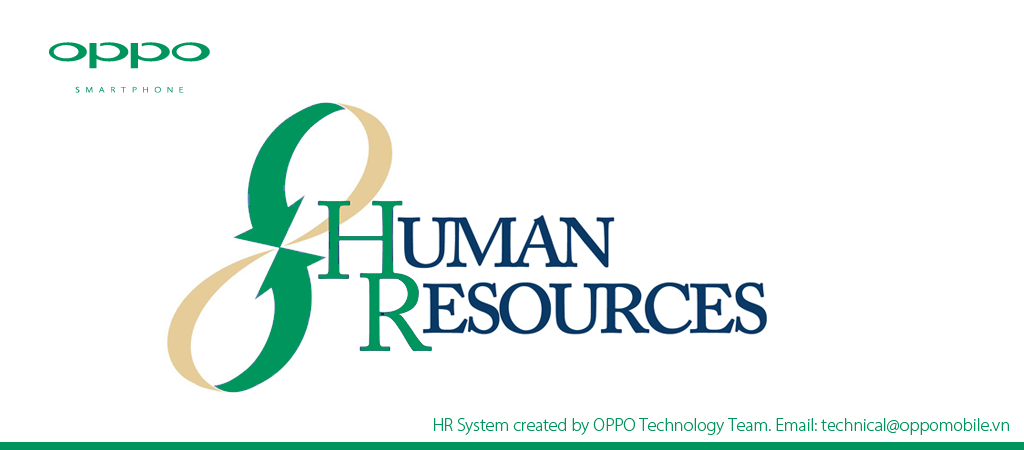 oppo
SMARTPHONE
HUMAN
RESOURCES
HR System created by OPPO Technology Team. Email: technical@oppomobile.vn